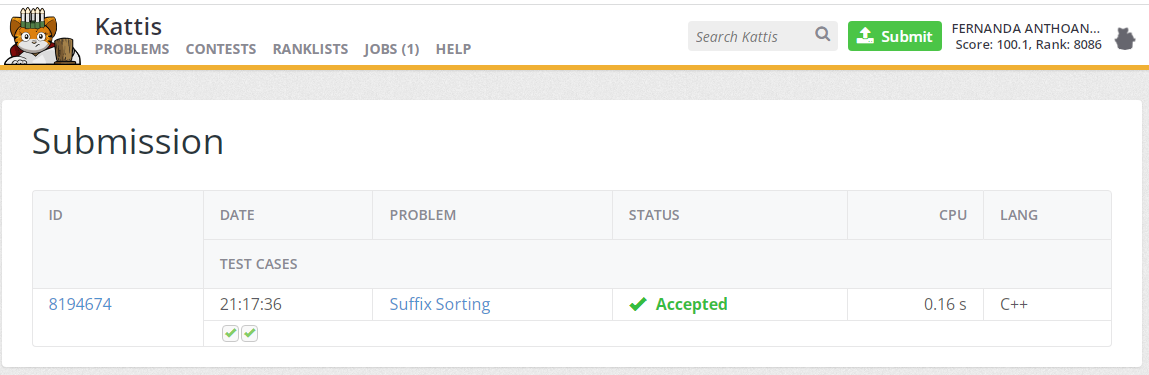 Kattis
PROBLEMS CONTESTS RANKLISTS JOBS (1) HELP
Search Kattis
Submit
FERNANDA ANTHOAN...
Score: 100.1, Rank: 8086
Submission
ID DATE PROBLEM STATUS CPU LANG
TEST CASES
8194674 21:17:36 Suffix Sorting Accepted 0.16 s C++